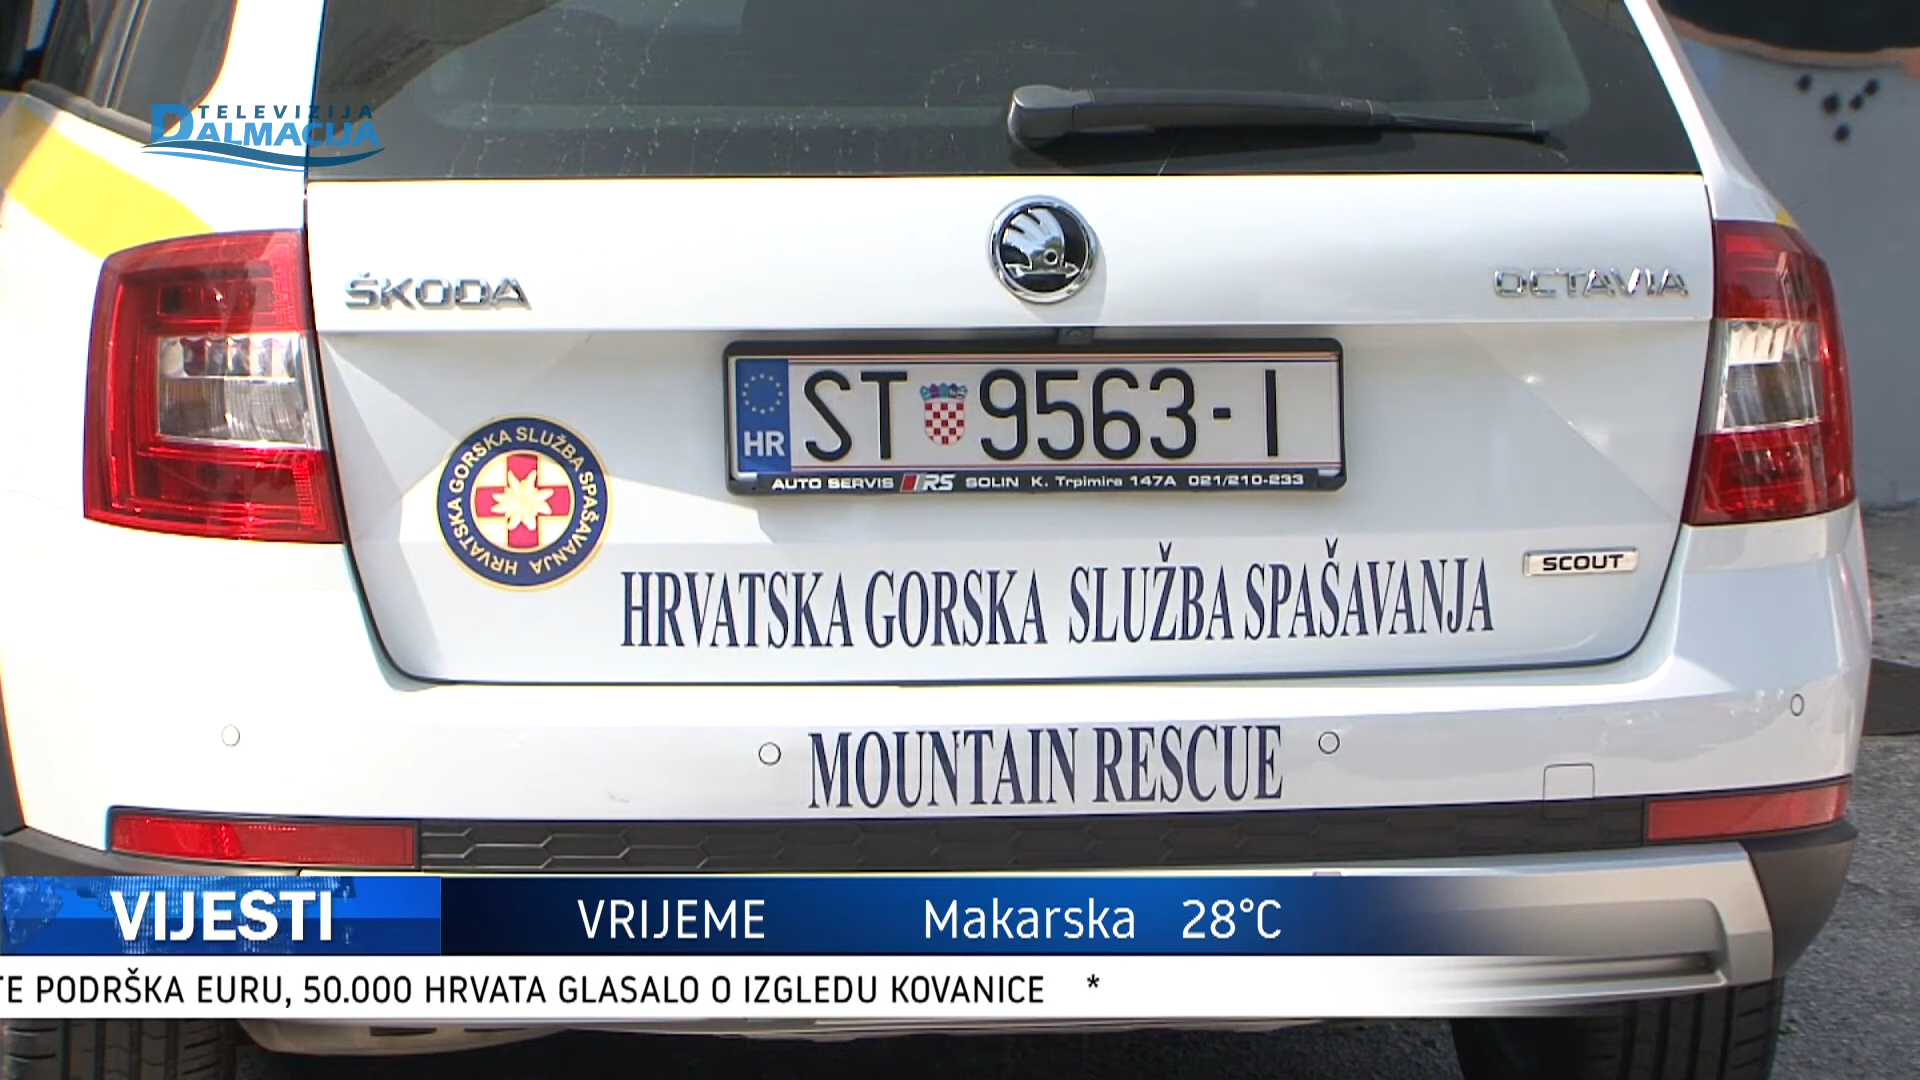 TELEVIZIJA
DALMACIJA
ŠKODA
OCTAVIA
HR ST 9563-I
AUTO SERVIS RS SOLIN K. Trpimira 147A 021/210-233
HRVATSKA GORSKA SLUŽBA SPAŠAVANJA
SCOUT
HRVATSKA GORSKA SLUŽBA SPAŠAVANJA
MOUNTAIN RESCUE
VIJESTI VRIJEME Makarska 28°C
TE PODRŠKA EURU, 50.000 HRVATA GLASALO O IZGLEDU KOVANICE *